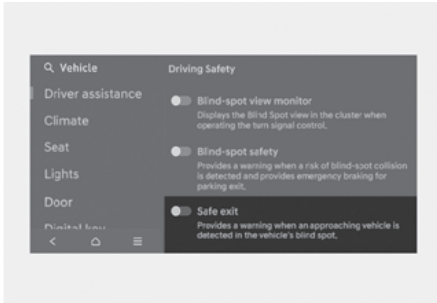 Vehicle
Driving Safety
Driver assistance
Climate
Seat
Lights
Door
Digital key
Blind-spot view monitor
Displays the Blind Spot view in the cluster when
operating the turn signal control.
Blind-spot safety
Provides a warning when a risk of blind-spot collision
is detected and provides emergency braking for
parking exit.
Safe exit
Provides a warning when an approaching vehicle is
detected in the vehicle's blind spot.